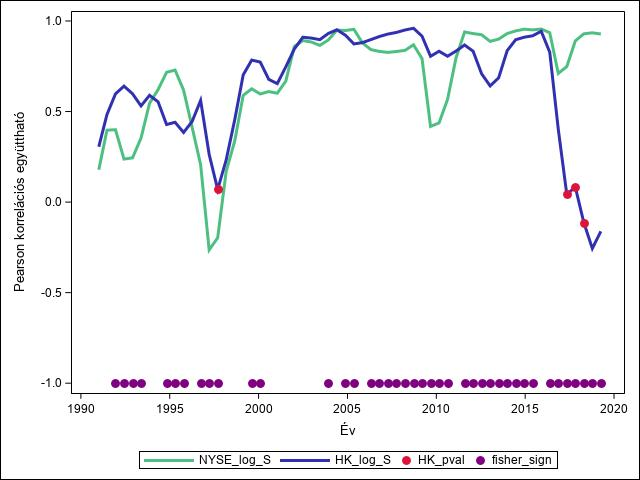 1.0
0.5
0.0
-0.5
-1.0
Pearson korrelációs együttható
1990 1995 2000 2005 2010 2015 2020
Év
NYSE_log_S HK_log_S HK_pval fisher_sign